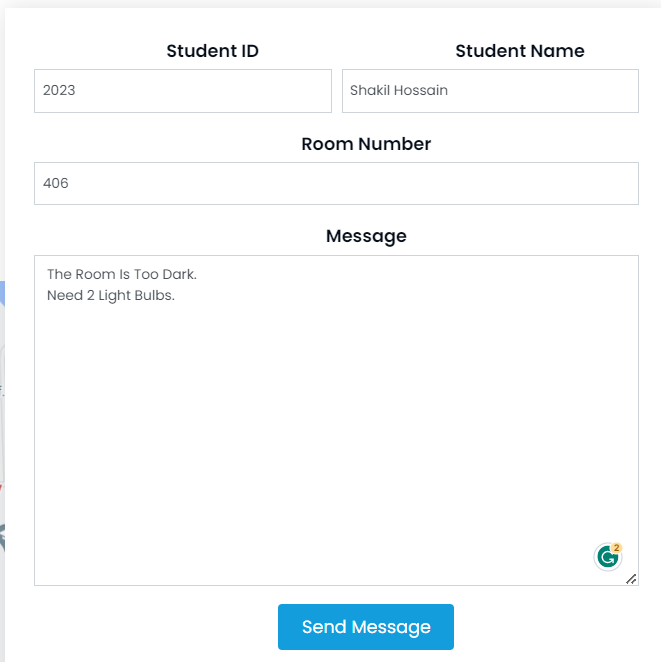 Student ID
Student Name
2023
Shakil Hossain
Room Number
406
Message
The Room Is Too Dark.
Need 2 Light Bulbs.
2
Send Message